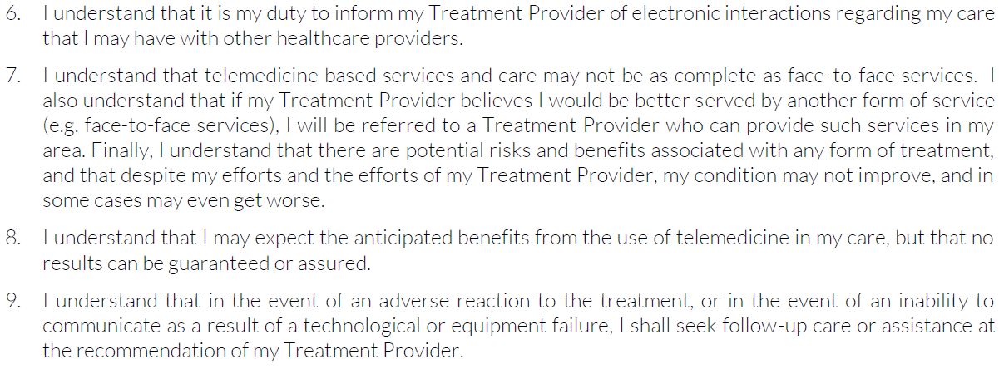 6. I understand that it is my duty to inform my Treatment Provider of electronic interactions regarding my care
that I may have with other healthcare providers.
7. I understand that telemedicine based services and care may not be as complete as face-to-face services. I
also understand that if my Treatment Provider believes I would be better served by another form of service
(e.g. face-to-face services), I will be referred to a Treatment Provider who can provide such services in my
area. Finally, I understand that there are potential risks and benefits associated with any form of treatment,
and that despite my efforts and the efforts of my Treatment Provider, my condition may not improve, and in
some cases may even get worse.
8. I understand that I may expect the anticipated benefits from the use of telemedicine in my care, but that no
results can be guaranteed or assured.
9. I understand that in the event of an adverse reaction to the treatment, or in the event of an inability to
communicate as a result of a technological or equipment failure, I shall seek follow-up care or assistance at
the recommendation of my Treatment Provider.